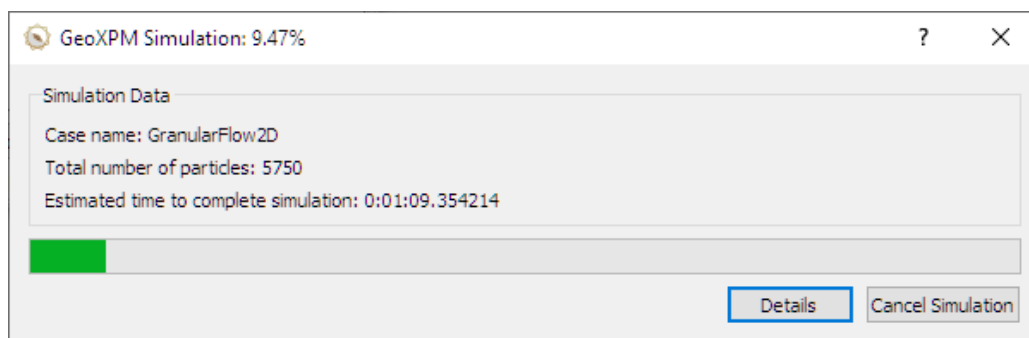 GeoXPM Simulation: 9.47%
?
Simulation Data
Case name: GranularFlow2D
Total number of particles: 5750
Estimated time to complete simulation: 0:01:09.354214
Details
Cancel Simulation